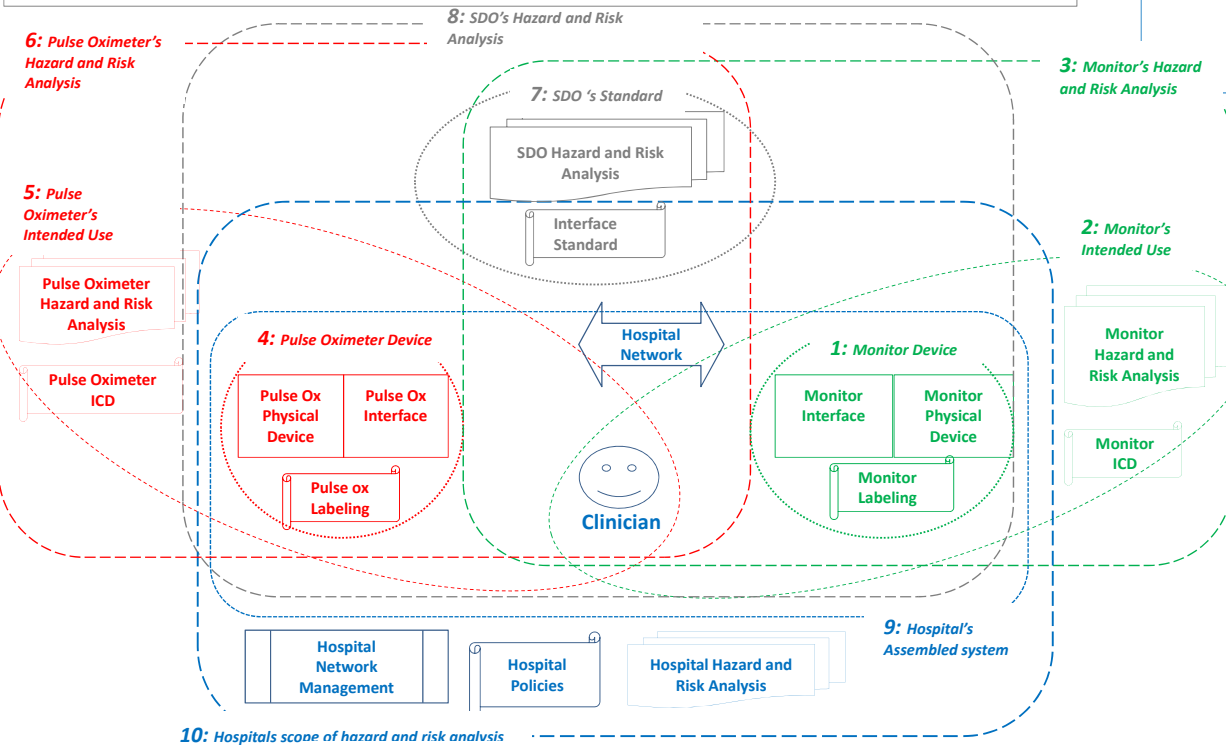 8: SDO's Hazard and Risk
Analysis
6: Pulse Oximeter's
Hazard and Risk
Analysis
3: Monitor's Hazard
and Risk Analysis
7: SDO 's Standard
SDO Hazard and Risk
Analysis
5: Pulse
Oximeter's
Intended Use
Interface
Standard
2: Monitor's
Intended Use
Pulse Oximeter
Hazard and Risk
Analysis
4: Pulse Oximeter Device
Hospital
Network
1: Monitor Device
Monitor
Hazard and
Risk Analysis
Pulse Oximeter
ICD
Pulse Ox
Physical
Device
Pulse Ox
Interface
Monitor
Interface
Monitor
Physical
Device
Monitor
ICD
Pulse ox
Labeling
Clinician
Monitor
Labeling
9: Hospital's
Assembled system
Hospital
Network
Management
Hospital
Policies
Hospital Hazard and
Risk Analysis
10: Hospitals scope of hazard and risk analysis